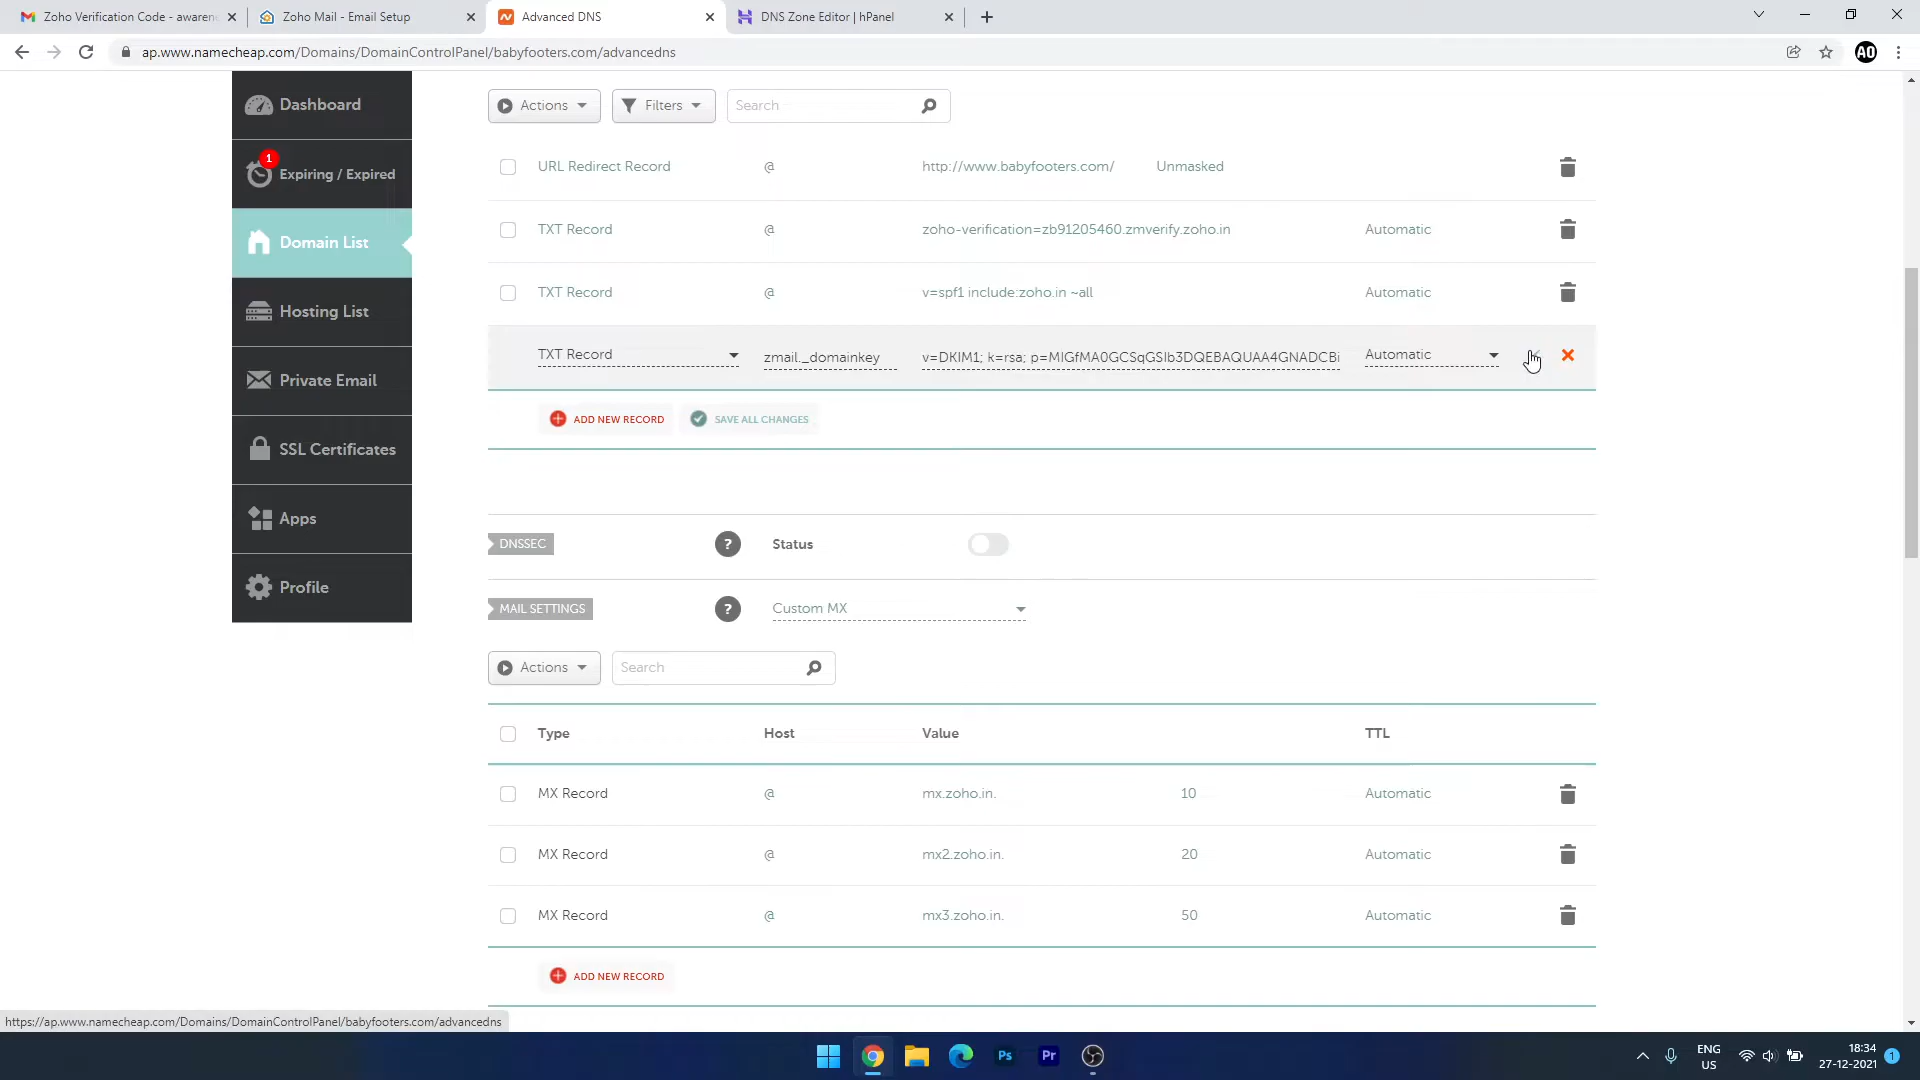 Zoho Verification Code - awaren
Zoho Mail - Email Setup
Advanced DNS
DNS Zone Editor | hPanel
ap.www.namecheap.com/Domains/DomainControlPanel/babyfooters.com/advancedns
AO
Dashboard
1
Expiring / Expired
Domain List
Hosting List
Private Email
SSL Certificates
Apps
Profile
Actions
Filters
Search
URL Redirect Record @ http://www.babyfooters.com/ Unmasked
TXT Record @ zoho-verification=zb91205460.zmverify.zoho.in Automatic
TXT Record @ v=spf1 include:zoho.in ~all Automatic
TXT Record zmail._domainkey v=DKIM1; k=rsa; p=MIGfMA0GCSqGSIb3DQEBAQUAA4GNADCBi Automatic
ADD NEW RECORD SAVE ALL CHANGES
DNSSEC ? Status
MAIL SETTINGS ? Custom MX
Actions Search
Type Host Value TTL
MX Record @ mx.zoho.in. 10 Automatic
MX Record @ mx2.zoho.in. 20 Automatic
MX Record @ mx3.zoho.in. 50 Automatic
ADD NEW RECORD
https://ap.www.namecheap.com/Domains/DomainControlPanel/babyfooters.com/advancedns
Ps
Pr
ENG
US
18:34
27-12-2021
1